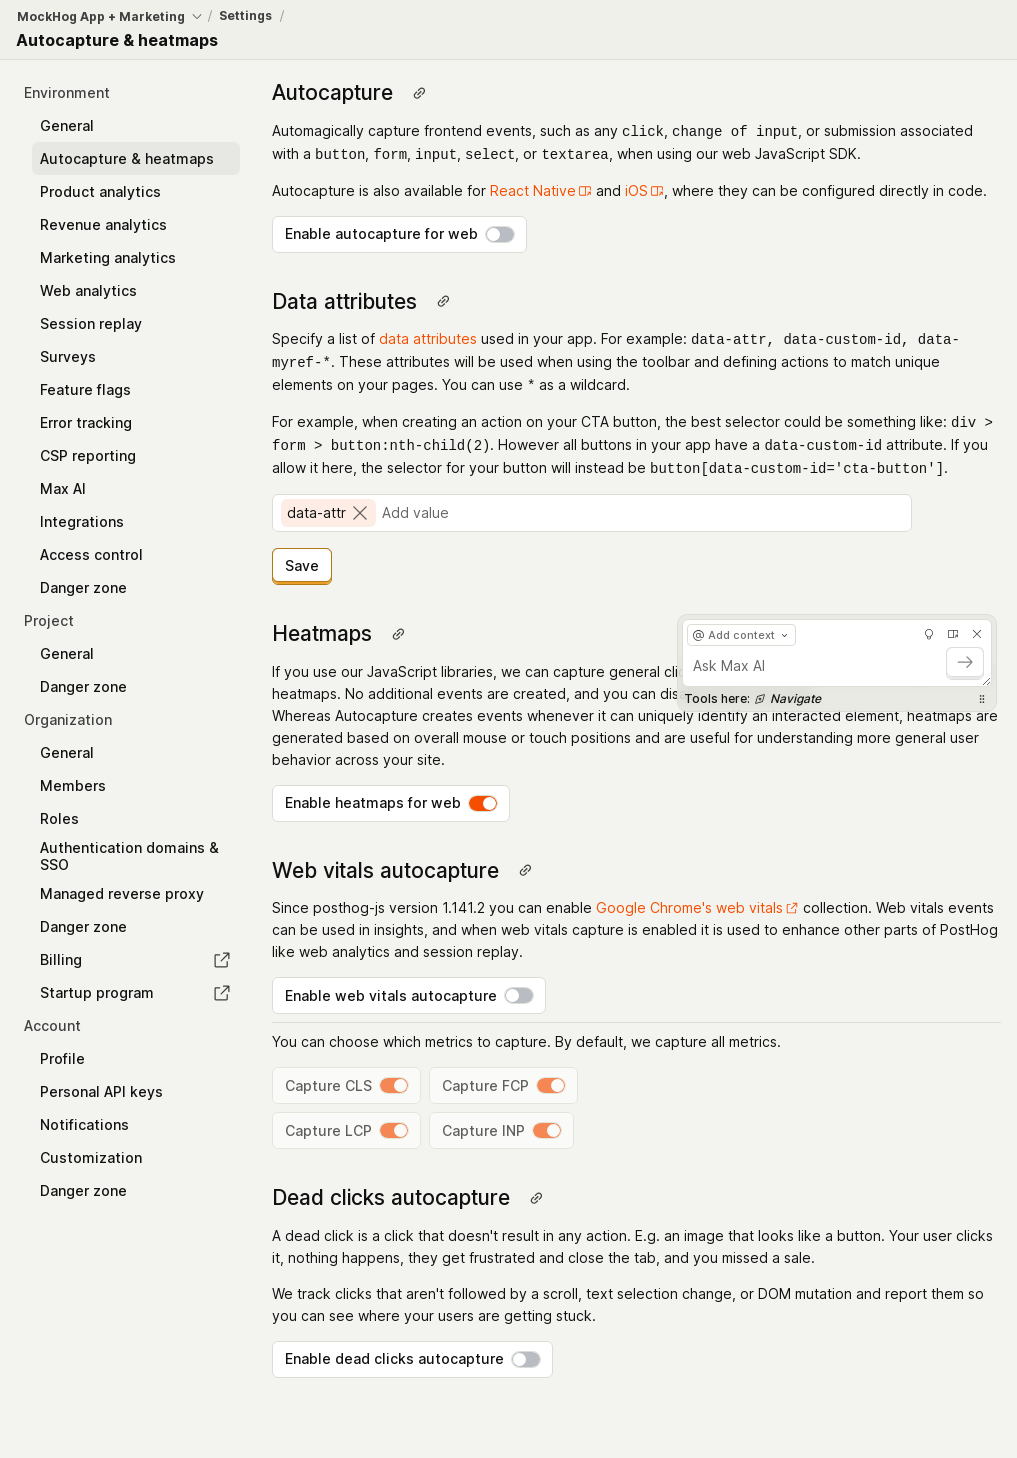 MockHog App + Marketing / Settings /
Autocapture & heatmaps
Environment
General
Autocapture & heatmaps
Product analytics
Revenue analytics
Marketing analytics
Web analytics
Session replay
Surveys
Feature flags
Error tracking
CSP reporting
Max AI
Integrations
Access control
Danger zone
Project
General
Danger zone
Organization
General
Members
Roles
Authentication domains &
SSO
Managed reverse proxy
Danger zone
Billing
Startup program
Account
Profile
Personal API keys
Notifications
Customization
Danger zone
Autocapture
Automagically capture frontend events, such as any click, change of input, or submission associated
with a button, form, input, select, or textarea, when using our web JavaScript SDK.
Autocapture is also available for React Native and iOS, where they can be configured directly in code.
Enable autocapture for web
Data attributes
Specify a list of data attributes used in your app. For example: data-attr, data-custom-id, data-
myref-*. These attributes will be used when using the toolbar and defining actions to match unique
elements on your pages. You can use * as a wildcard.
For example, when creating an action on your CTA button, the best selector could be something like: div >
form > button:nth-child(2). However all buttons in your app have a data-custom-id attribute. If you
allow it here, the selector for your button will instead be button[data-custom-id='cta-button'].
data-attr Add value
Save
Heatmaps
If you use our JavaScript libraries, we can capture general
heatmaps. No additional events are created, and you can
Whereas Autocapture creates events whenever it can uniquely identify an interacted element, heatmaps are
generated based on overall mouse or touch positions and are useful for understanding more general user
behavior across your site.
Enable heatmaps for web
@ Add context
Ask Max AI
Tools here: Navigate
Web vitals autocapture
Since posthog-js version 1.141.2 you can enable Google Chrome's web vitals collection. Web vitals events
can be used in insights, and when web vitals capture is enabled it is used to enhance other parts of PostHog
like web analytics and session replay.
Enable web vitals autocapture
You can choose which metrics to capture. By default, we capture all metrics.
Capture CLS Capture FCP
Capture LCP Capture INP
Dead clicks autocapture
A dead click is a click that doesn't result in any action. E.g. an image that looks like a button. Your user clicks
it, nothing happens, they get frustrated and close the tab, and you missed a sale.
We track clicks that aren't followed by a scroll, text selection change, or DOM mutation and report them so
you can see where your users are getting stuck.
Enable dead clicks autocapture